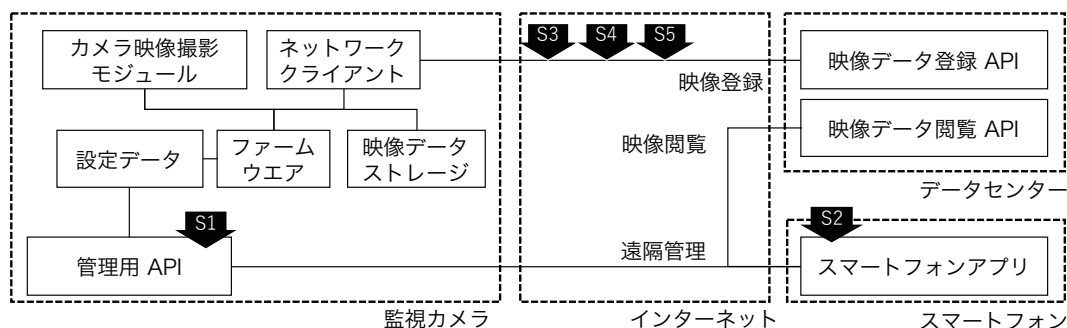 カメラ映像撮影
モジュール
ネットワーク
クライアント
S3
S4
S5
映像登録
映像データ登録 API
映像データ閲覧 API
データセンター
設定データ
ファーム
ウエア
映像データ
ストレージ
映像閲覧
S1
管理用 API
監視カメラ
遠隔管理
インターネット
S2
スマートフォンアプリ
スマートフォン